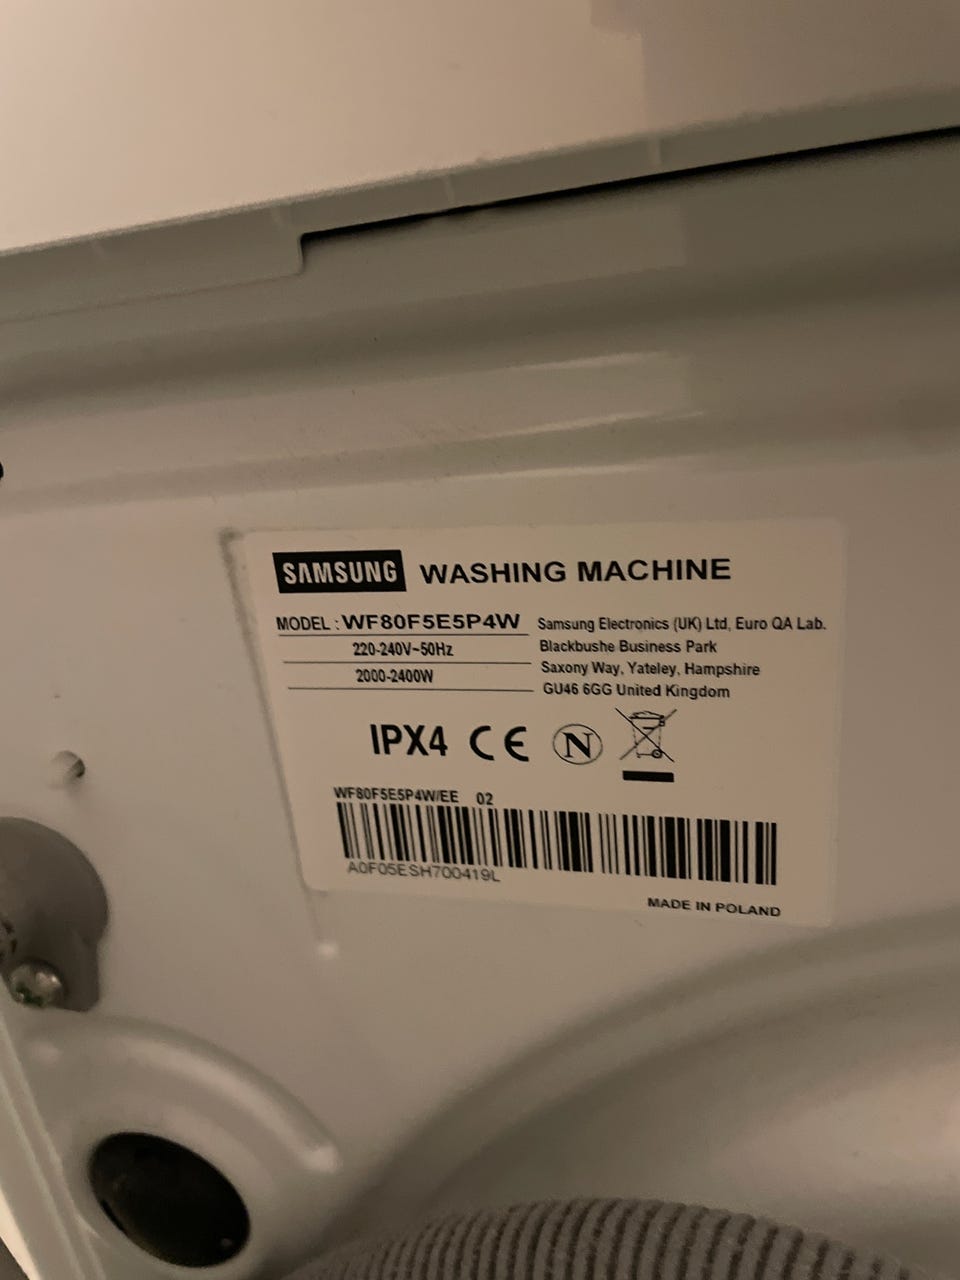 SAMSUNG WASHING MACHINE
MODEL : WF80F5E5P4W
220-240V~50Hz
2000-2400W
Samsung Electronics (UK) Ltd, Euro QA Lab.
Blackbushe Business Park
Saxony Way, Yateley, Hampshire
GU46 6GG United Kingdom
IPX4 CE N
WF80F5E5P4W/EE 02
A0F05ESH700419L
MADE IN POLAND